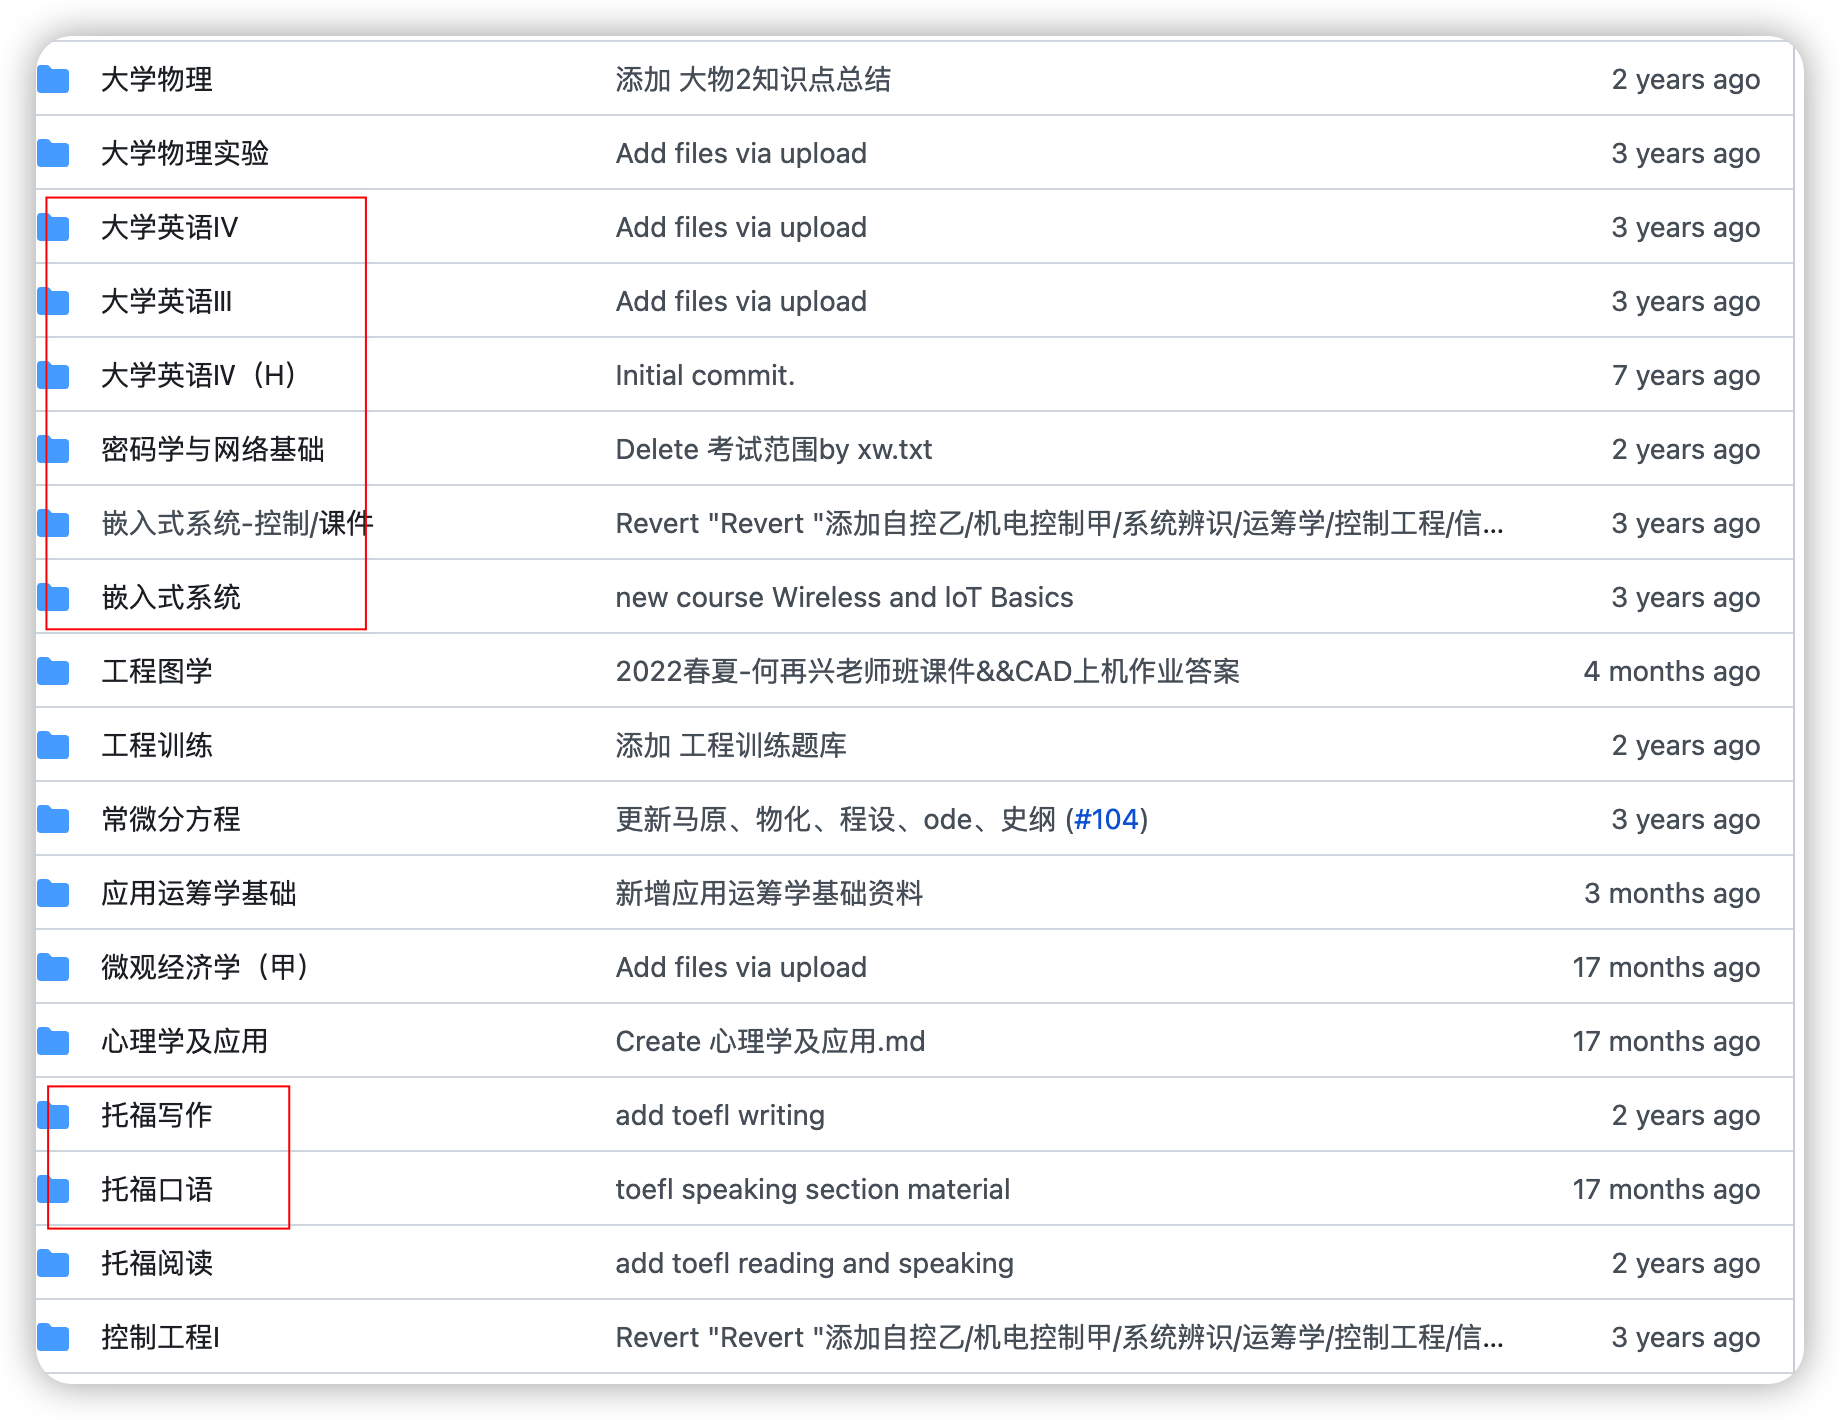 大学物理 添加 大物2知识点总结 2 years ago
大学物理实验 Add files via upload 3 years ago
大学英语IV Add files via upload 3 years ago
大学英语Ⅲ Add files via upload 3 years ago
大学英语Ⅳ（H） Initial commit. 7 years ago
密码学与网络基础 Delete 考试范围by xw.txt 2 years ago
嵌入式系统-控制/课件 Revert "Revert "添加自控乙/机电控制甲/系统辨识/运筹学/控制工程/信... 3 years ago
嵌入式系统 new course Wireless and IoT Basics 3 years ago
工程图学 2022春夏-何再兴老师班课件&&CAD上机作业答案 4 months ago
工程训练 添加 工程训练题库 2 years ago
常微分方程 更新马原、物化、程设、ode、史纲 (#104) 3 years ago
应用运筹学基础 新增应用运筹学基础资料 3 months ago
微观经济学（甲） Add files via upload 17 months ago
心理学及应用 Create 心理学及应用.md 17 months ago
托福写作 add toefl writing 2 years ago
托福口语 toefl speaking section material 17 months ago
托福阅读 add toefl reading and speaking 2 years ago
控制工程I Revert "Revert "添加自控乙/机电控制甲/系统辨识/运筹学/控制工程/信... 3 years ago